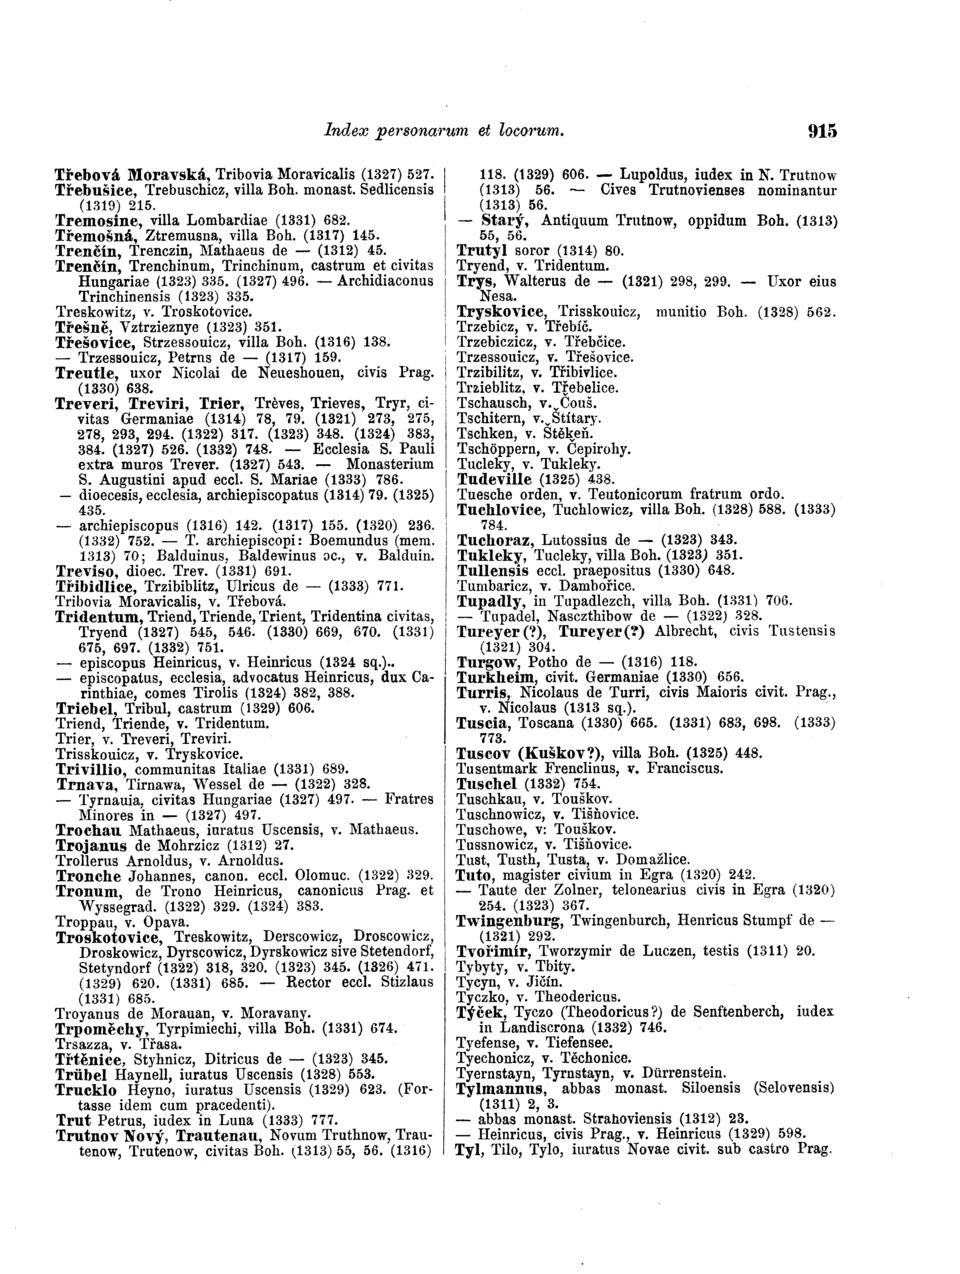 Index personarum et locorum. 915
Třebová Moravská, Tribovia Moravicalis (1327) 527.
Třebušice, Trebuschicz, villa Boh. monast. Sedlicensis
(1319) 215.
Tremosine, villa Lombardiae (1331) 682.
Třemošná, Ztremusna, villa Boh. (1317) 145.
Trenčín, Trenczin, Mathaeus de — (1312) 45.
Trenčín, Trenchinum, Trinchinum, castrum et civitas
Hungariae (1323) 335. (1327) 496. — Archidiaconus
Trinchinensis (1323) 335.
Treskowitz, v. Troskotovice.
Třešně, Vztrzieznye (1323) 351.
Třešovice, Strzessouicz, villa Boh. (1316) 138.
— Trzessouicz, Petrus de — (1317) 159.
Treutle, uxor Nicolai de Neueshouen, civis Prag.
(1330) 638.
Treveri, Treviri, Trier, Trèves, Trieves, Tryr, ci-
vitas Germaniae (1314) 78, 79. (1321) 273, 275,
278, 293, 294. (1322) 317. (1323) 348. (1324) 383,
384. (1327) 526. (1332) 748. — Ecclesia S. Pauli
extra muros Trever. (1327) 543. — Monasterium
S. Augustini apud eccl. S. Mariae (1333) 786.
— dioecesis, ecclesia, archiepiscopatus (1314) 79. (1325)
435.
— archiepiscopus (1316) 142. (1317) 155. (1320) 236.
(1332) 752. — T. archiepiscopi: Boemundus (mem.
1313) 70; Balduinus, Baldewinus ɔc., v. Balduin.
Treviso, dioec. Trev. (1331) 691.
Třibidlice, Trzibiblitz, Ulricus de — (1333) 771.
Tribovia Moravicalis, v. Třebová.
Tridentum, Triend, Triende, Trient, Tridentina civitas,
Tryend (1327) 545, 546. (1330) 669, 670. (1331)
675, 697. (1332) 751.
— episcopus Heinricus, v. Heinricus (1324 sq.)..
— episcopatus, ecclesia, advocatus Heinricus, dux Ca-
rinthiae, comes Tirolis (1324) 382, 388.
Triebel, Tribul, castrum (1329) 606.
Triend, Triende, v. Tridentum.
Trier, v. Treveri, Treviri.
Trisskouicz, v. Tryskovice.
Trivillio, communitas Italiae (1331) 689.
Trnava, Tirnawa, Wessel de — (1322) 328.
— Tyrnauia, civitas Hungariae (1327) 497. — Fratres
Minores in — (1327) 497.
Trochau Mathaeus, iuratus Uscensis, v. Mathaeus.
Trojanus de Mohrzicz (1312) 27.
Trollerus Arnoldus, v. Arnoldus.
Tronche Johannes, canon. eccl. Olomuc. (1322) 329.
Tronum, de Trono Heinricus, canonicus Prag. et
Wyssegrad. (1322) 329. (1324) 383.
Troppau, v. Opava.
Troskotovice, Treskowitz, Derscowicz, Droscowicz,
Droskowicz, Dyrscowicz, Dyrskowicz sive Stetendorf,
Stetyndorf (1322) 318, 320. (1323) 345. (1326) 471.
(1329) 620. (1331) 685. — Rector eccl. Stizlaus
(1331) 685.
Troyanus de Morauan, v. Moravany.
Trpoměchy, Tyrpimiechi, villa Boh. (1331) 674.
Trsazza, v. Třasa.
Třtěnice, Styhnicz, Ditricus de — (1323) 345.
Trübel Haynell, iuratus Uscensis (1328) 553.
Trucklo Heyno, iuratus Uscensis (1329) 623. (For-
tasse idem cum pracedenti).
Trut Petrus, iudex in Luna (1333) 777.
Trutnov Nový, Trautenau, Novum Truthnow, Trau-
tenow, Trutenow, civitas Boh. (1313) 55, 56. (1316)
118. (1329) 606. — Lupoldus, iudex in N. Trutnow
(1313) 56. — Cives Trutnovienses nominantur
(1313) 56.
— Starý, Antiquum Trutnow, oppidum Boh. (1313)
55, 56.
Trutyl soror (1314) 80.
Tryend, v. Tridentum.
Trys, Walterus de — (1321) 298, 299. — Uxor eius
Nesa.
Tryskovice, Trisskouicz, munitio Boh. (1328) 562.
Trzebicz, v. Třebíč.
Trzebiczicz, v. Třebčice.
Trzessouicz, v. Třešovice.
Trzibilitz, v. Třibivlice.
Trzieblitz, v. Třebelice.
Tschausch, v. Čouš.
Tschitern, v. Štítary.
Tschken, v. Štěkeň.
Tschöppern, v. Čepirohy.
Tucleky, v. Tukleky.
Tudeville (1325) 438.
Tuesche orden, v. Teutonicorum fratrum ordo.
Tuchlovice, Tuchlowicz, villa Boh. (1328) 588. (1333)
784.
Tuchoraz, Lutossius de — (1323) 343.
Tukleky, Tucleky, villa Boh. (1323) 351.
Tullensis eccl. praepositus (1330) 648.
Tumbaricz, v. Dambořice.
Tupadly, in Tupadlezch, villa Boh. (1331) 706.
— Tupadel, Nasczthibow de — (1322) 328.
Tureyer(?), Tureyer(?) Albrecht, civis Tustensis
(1321) 304.
Turgow, Potho de — (1316) 118.
Turkheim, civit. Germaniae (1330) 656.
Turris, Nicolaus de Turri, civis Maioris civit. Prag.,
v. Nicolaus (1313 sq.).
Tuscia, Toscana (1330) 665. (1331) 683, 698. (1333)
773.
Tuscov (Kuškov?), villa Boh. (1325) 448.
Tusentmark Frenclinus, v. Franciscus.
Tuschel (1332) 754.
Tuschkau, v. Touškov.
Tuschnowicz, v. Tišňovice.
Tuschowe, v: Touškov.
Tussnowicz, v. Tišňovice.
Tust, Tusth, Tusta, v. Domažlice.
Tuto, magister civium in Egra (1320) 242.
— Taute der Zolner, telonearius civis in Egra (1320)
254. (1323) 367.
Twingenburg, Twingenburch, Henricus Stumpf de —
(1321) 292.
Tvořimír, Tworzymir de Luczen, testis (1311) 20.
Tybyty, v. Tbity.
Tycyn, v. Jičín.
Tyczko, v. Theodericus.
Týček, Tyczo (Theodoricus?) de Senftenberch, iudex
in Landiscrona (1332) 746.
Tyefense, v. Tiefensee.
Tyechonicz, v. Těchonice.
Tyernstayn, Tyrnstayn, v. Dürrenstein.
Tylmannus, abbas monast. Siloensis (Selovensis)
(1311) 2, 3.
— abbas monast. Strahoviensis (1312) 23.
— Heinricus, civis Prag., v. Heinricus (1329) 598.
Tyl, Tilo, Tylo, iuratus Novae civit. sub castro Prag.